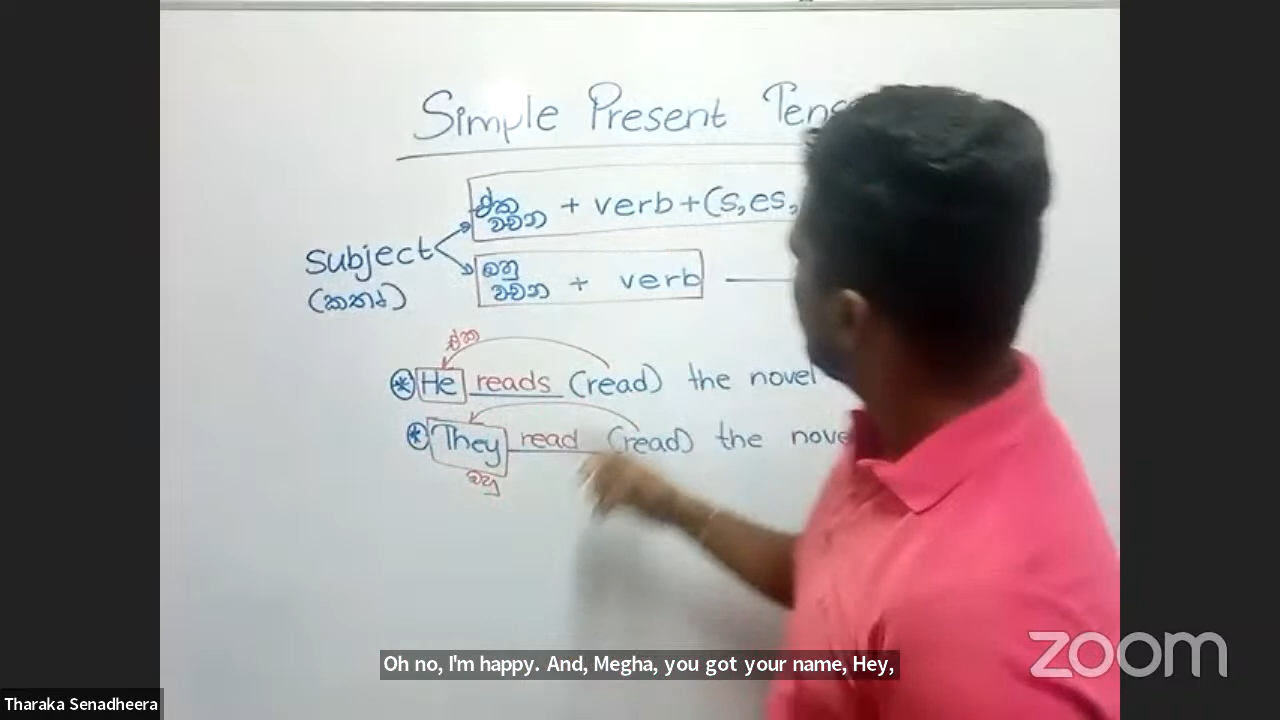 Simple Present Tens
ඒක වචන + verb + (s, es,
Subject
(කතෘ)
බහු වචන + verb
ඒක
* He reads (read) the novel
* They read (read) the nove
බහු
Oh no, I'm happy. And, Megha, you got your name, Hey,
Tharaka Senadheera
zoom